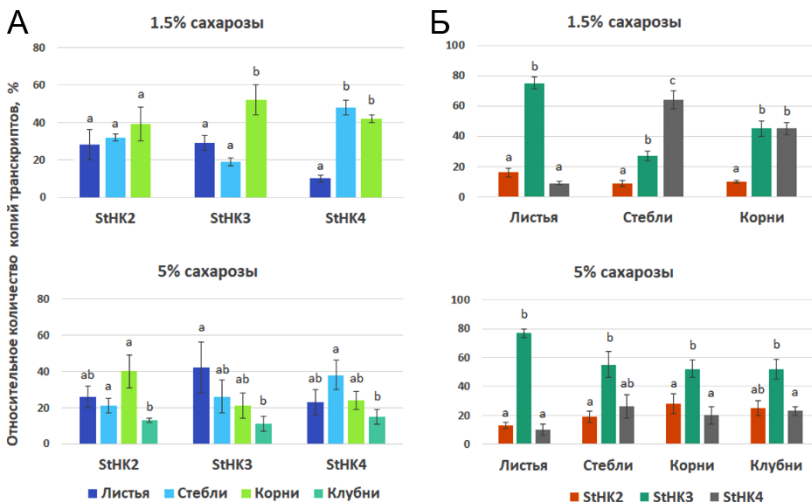 А
Б
Относительное количество копий транскриптов, %
1.5% сахарозы
80
60
40
20
0
a
a
a
a
a
b
a
b
b
StHK2
StHK3
StHK4
1.5% сахарозы
100
80
60
40
20
0
a
b
a
a
b
c
a
b
b
Листья
Стебли
Корни
5% сахарозы
80
60
40
20
0
ab
a
a
b
a
ab
ab
b
ab
a
ab
b
StHK2
StHK3
StHK4
Листья
Стебли
Корни
Клубни
5% сахарозы
100
80
60
40
20
0
a
b
a
a
b
ab
a
b
a
ab
b
a
Листья
Стебли
Корни
Клубни
StHK2
StHK3
StHK4